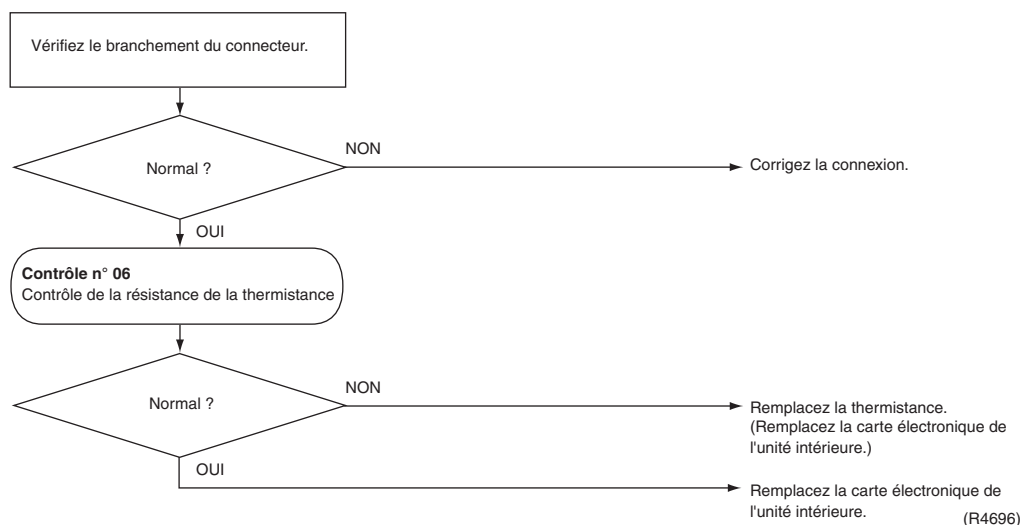 Vérifiez le branchement du connecteur.
Normal ?
NON
Corrigez la connexion.
OUI
Contrôle n° 06
Contrôle de la résistance de la thermistance
Normal ?
NON
Remplacez la thermistance.
(Remplacez la carte électronique de
l'unité intérieure.)
OUI
Remplacez la carte électronique de
l'unité intérieure.
(R4696)